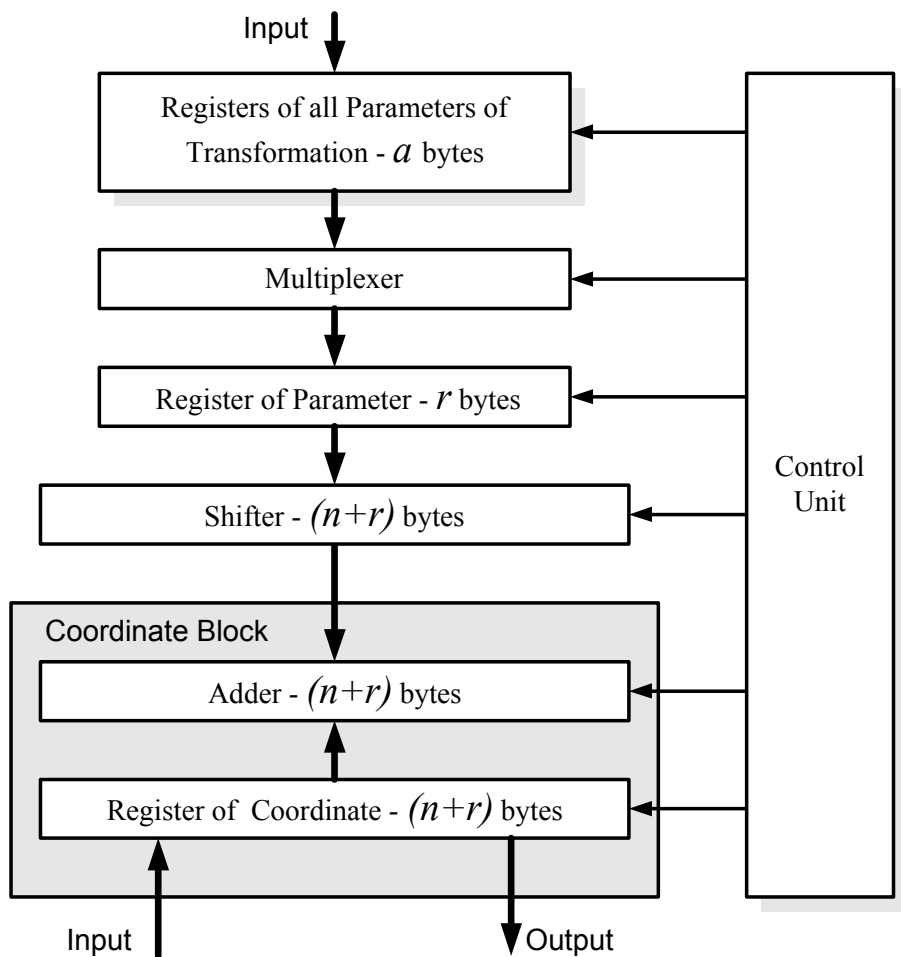 Input
Registers of all Parameters of
Transformation - a bytes
Multiplexer
Register of Parameter - r bytes
Shifter - (n+r) bytes
Control
Unit
Coordinate Block
Adder - (n+r) bytes
Register of Coordinate - (n+r) bytes
Input
Output